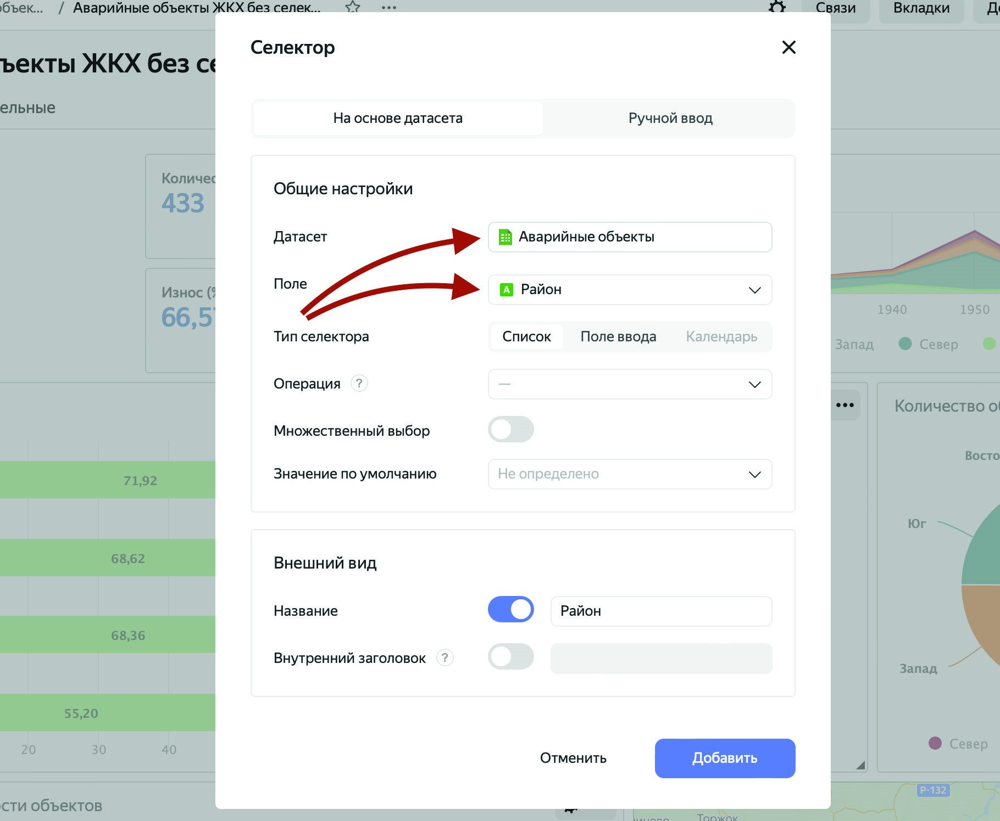 объек... / Аварийные объекты ЖКХ без селек...
Связи
Вкладки
ъекты ЖКХ без се
ельные
Количес
433
Износ (%
66,57
71,92
68,62
68,36
55,20
20 30 40
сти объектов
Селектор
На основе датасета
Ручной ввод
Общие настройки
Датасет
Аварийные объекты
Поле
A Район
Тип селектора
Список
Поле ввода
Календарь
Операция ?
—
Множественный выбор
Значение по умолчанию
Не определено
Внешний вид
Название
Район
Внутренний заголовок ?
Отменить
Добавить
1940 1950
Запад
Север
Количество об
Восто
Юг
Запад
Север
Р-132
Торжок